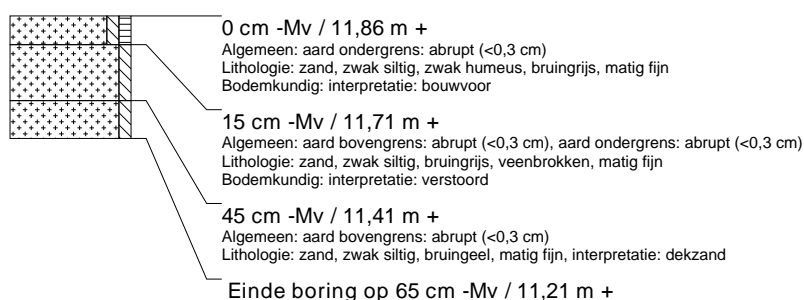 0 cm -Mv / 11,86 m +
Algemeen: aard ondergrens: abrupt (<0,3 cm)
Lithologie: zand, zwak siltig, zwak humeus, bruingrijs, matig fijn
Bodemkundig: interpretatie: bouwvoor
15 cm -Mv / 11,71 m +
Algemeen: aard bovengrens: abrupt (<0,3 cm), aard ondergrens: abrupt (<0,3 cm)
Lithologie: zand, zwak siltig, bruingrijs, veenbrokken, matig fijn
Bodemkundig: interpretatie: verstoord
45 cm -Mv / 11,41 m +
Algemeen: aard bovengrens: abrupt (<0,3 cm)
Lithologie: zand, zwak siltig, bruingeel, matig fijn, interpretatie: dekzand
Einde boring op 65 cm -Mv / 11,21 m +